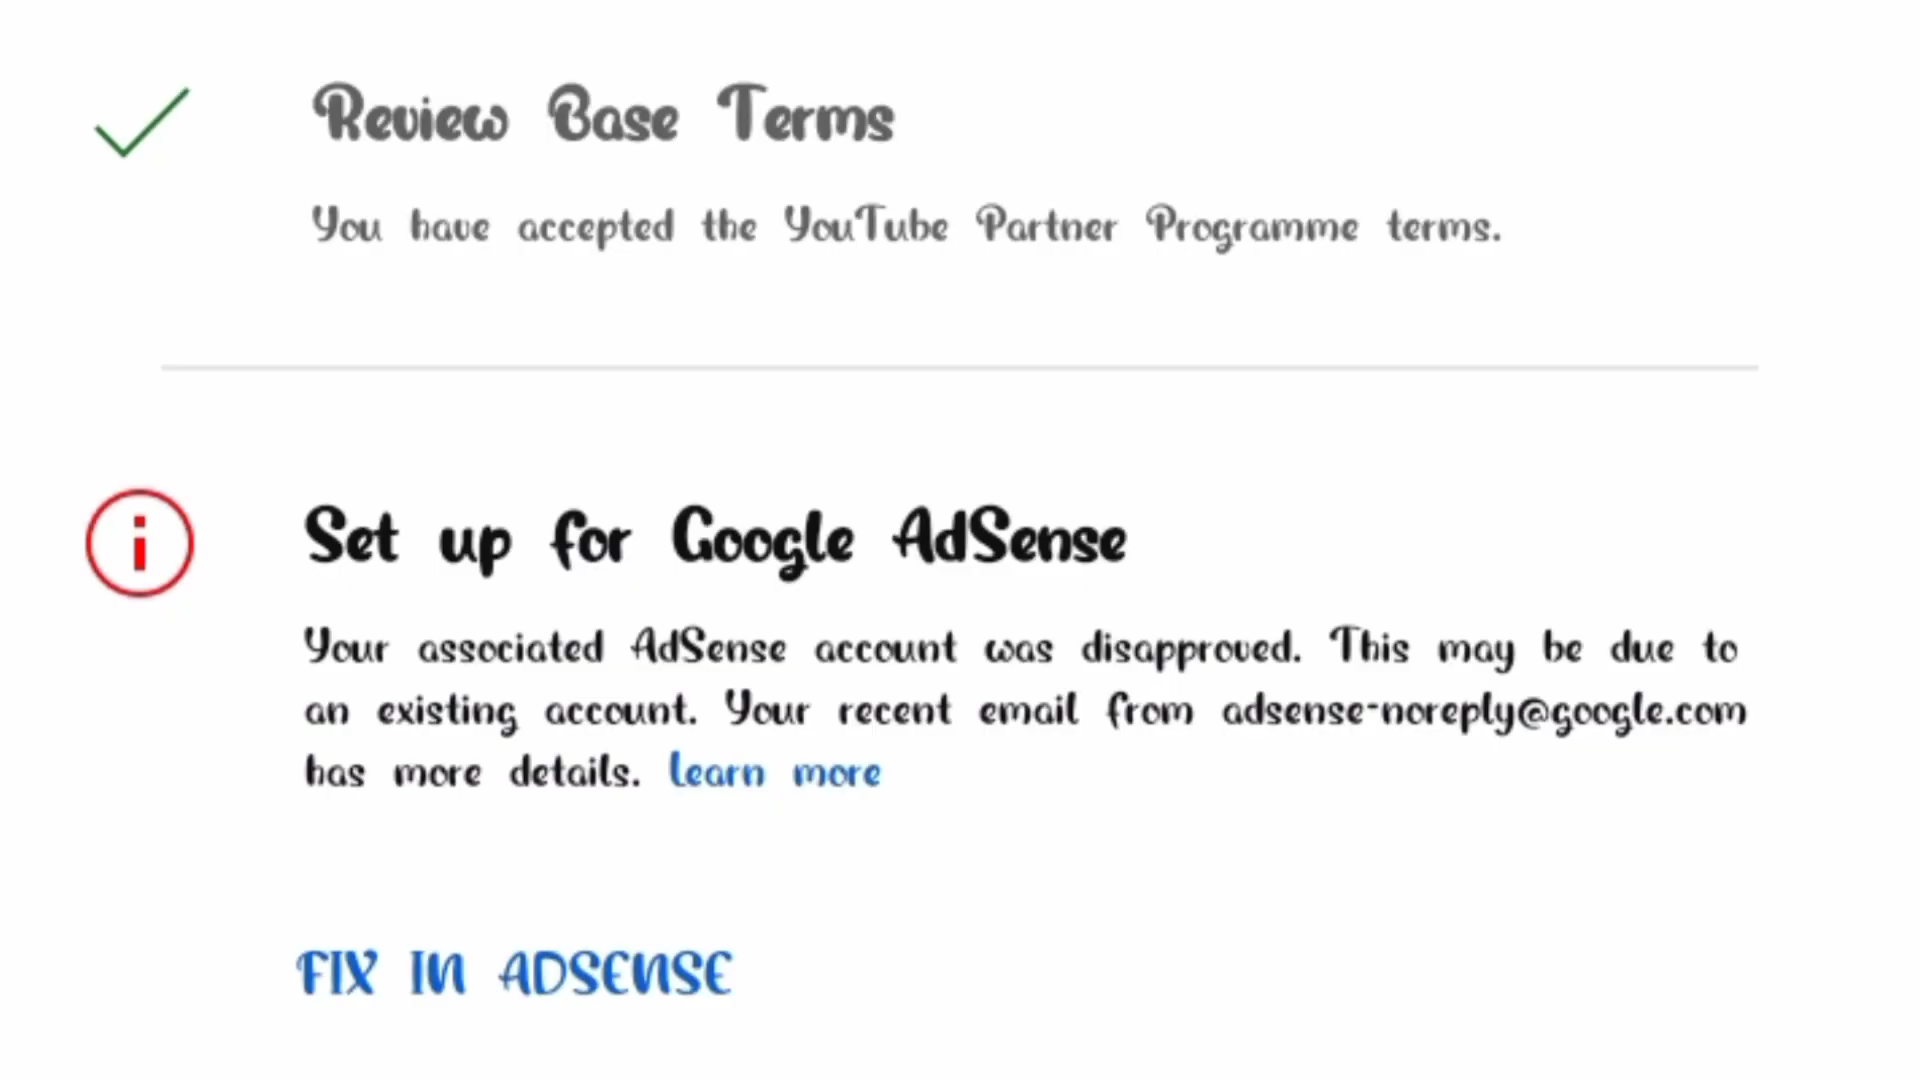 Review Base Terms
You have accepted the YouTube Partner Programme terms.
Set up for Google AdSense
Your associated AdSense account was disapproved. This may be due to
an existing account. Your recent email from adsense-noreply@google.com
has more details. Learn more
FIX IN ADSENSE